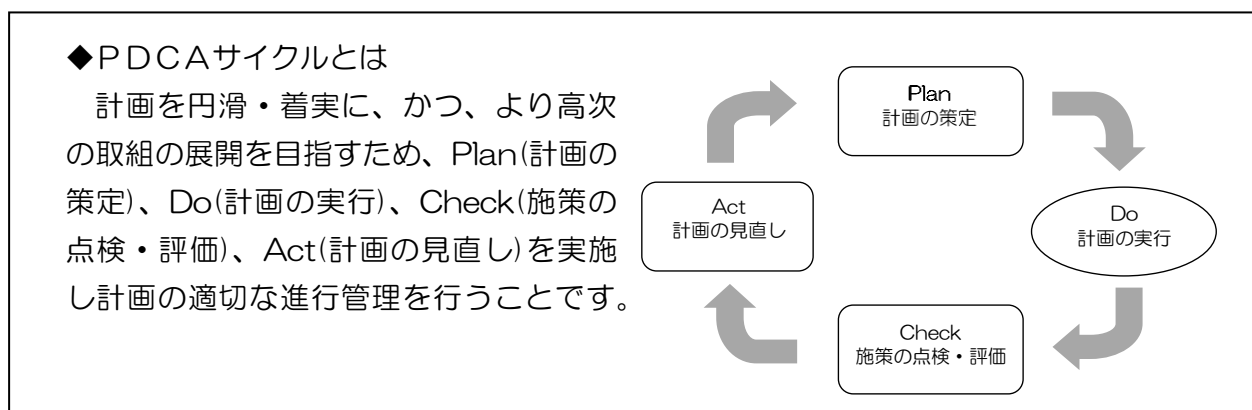 ◆PDCAサイクルとは
計画を円滑・着実に、かつ、より高次
の取組の展開を目指すため、Plan(計画の
策定)、Do(計画の実行)、Check(施策の
点検・評価)、Act(計画の見直し)を実施
し計画の適切な進行管理を行うことです。
Plan
計画の策定
Do
計画の実行
Check
施策の点検・評価
Act
計画の見直し